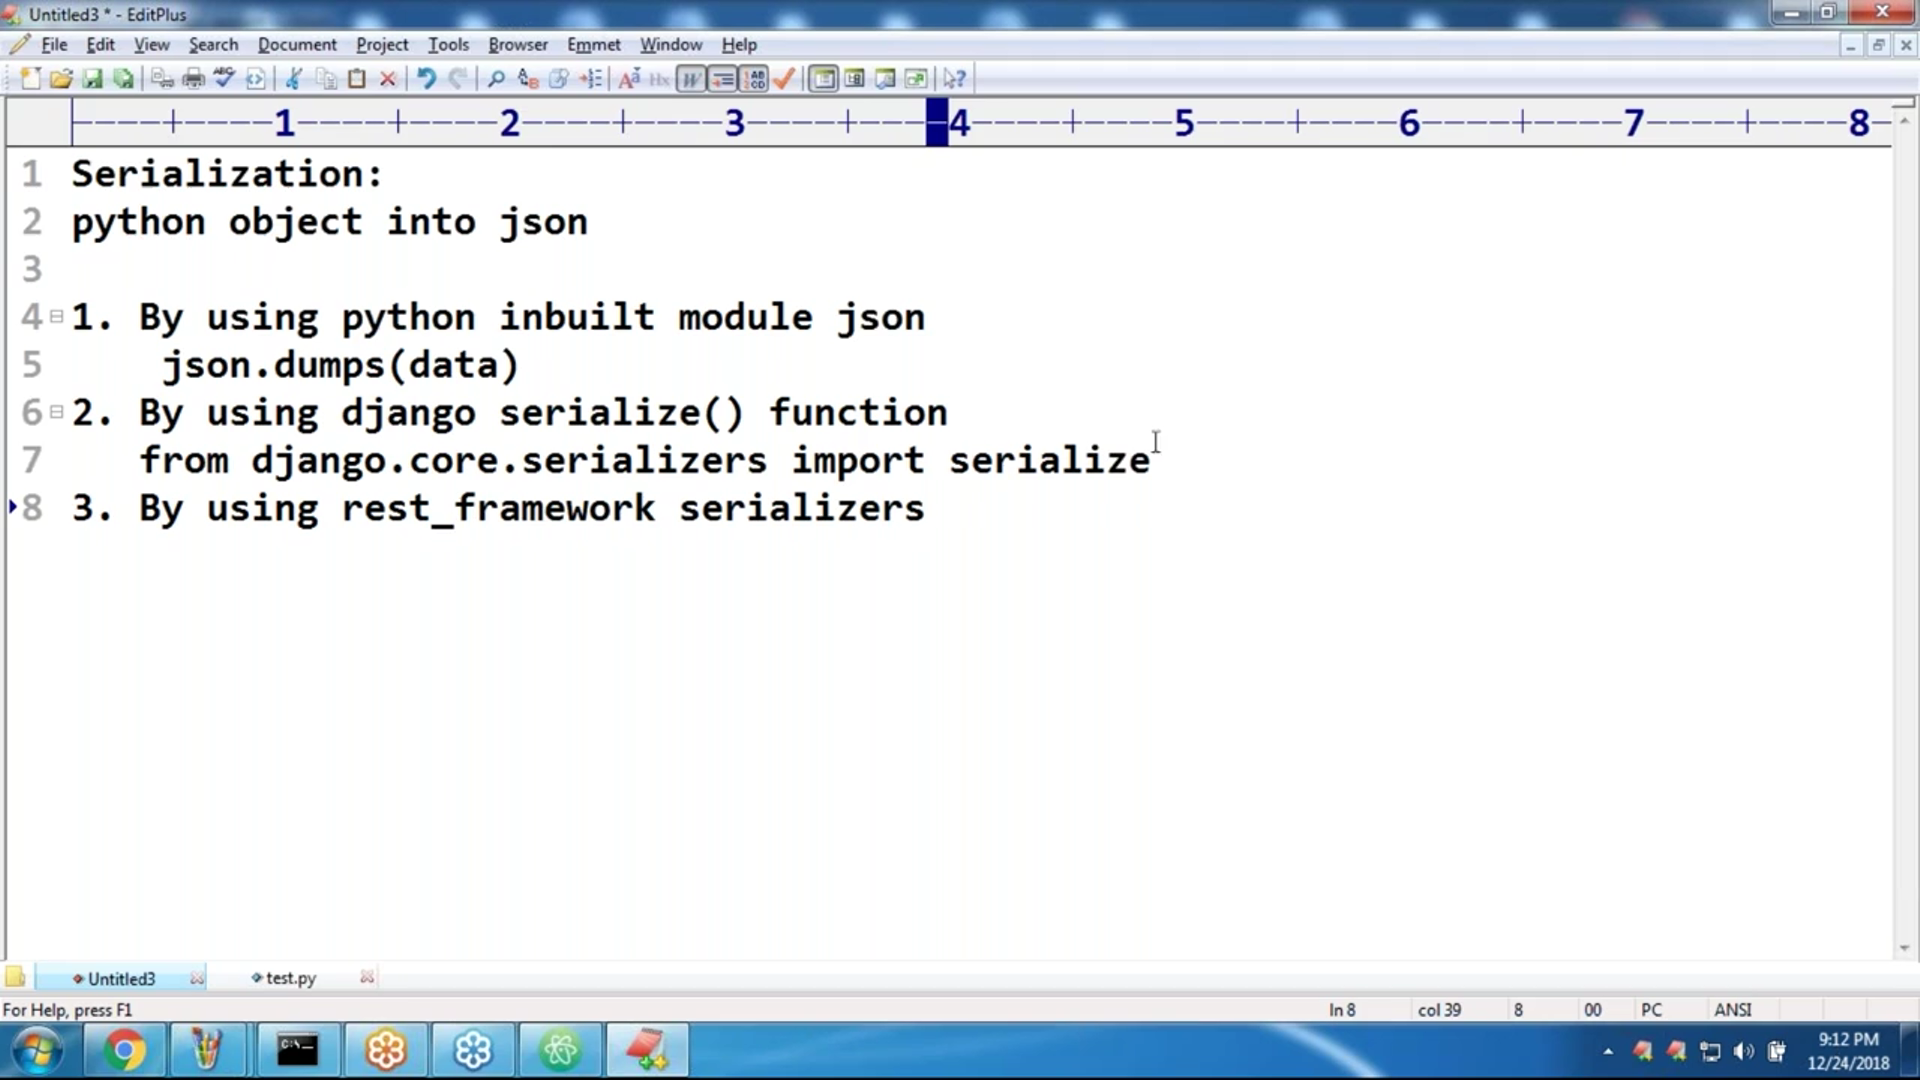 Untitled3 * - EditPlus
File Edit View Search Document Project Tools Browser Emmet Window Help
1 2 3 4 5 6 7 8
1 Serialization:
2 python object into json
3
4 1. By using python inbuilt module json
5 json.dumps(data)
6 2. By using django serialize() function
7 from django.core.serializers import serialize
8 3. By using rest_framework serializers
Untitled3 test.py
For Help, press F1 ln 8 col 39 8 00 PC ANSI
9:12 PM
12/24/2018